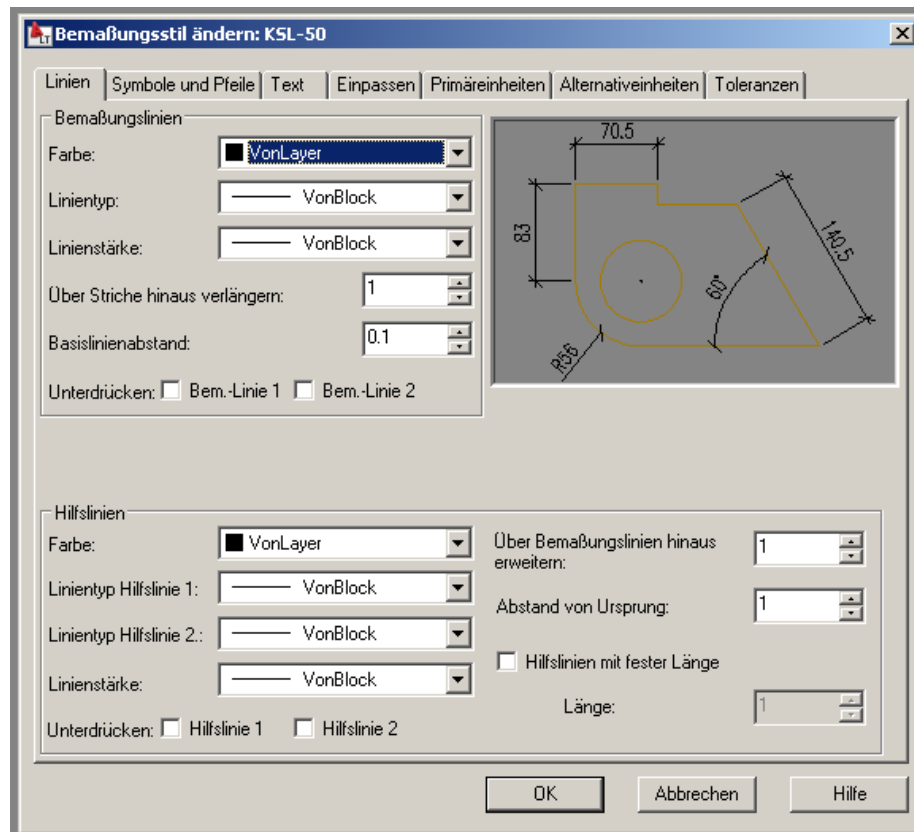 LT Bemaßungsstil ändern: KSL-50
Linien Symbole und Pfeile Text Einpassen Primäreinheiten Alternativeinheiten Toleranzen
Bemaßungslinien
Farbe: VonLayer
Linientyp: VonBlock
Linienstärke: VonBlock
Über Striche hinaus verlängern: 1
Basislinienabstand: 0.1
Unterdrücken: Bem.-Linie 1 Bem.-Linie 2
70.5
83
140.5
60°
R56
Hilfslinien
Farbe: VonLayer
Linientyp Hilfslinie 1: VonBlock
Linientyp Hilfslinie 2.: VonBlock
Linienstärke: VonBlock
Unterdrücken: Hilfslinie 1 Hilfslinie 2
Über Bemaßungslinien hinaus
erweitern: 1
Abstand von Ursprung: 1
Hilfslinien mit fester Länge
Länge: 1
OK Abbrechen Hilfe